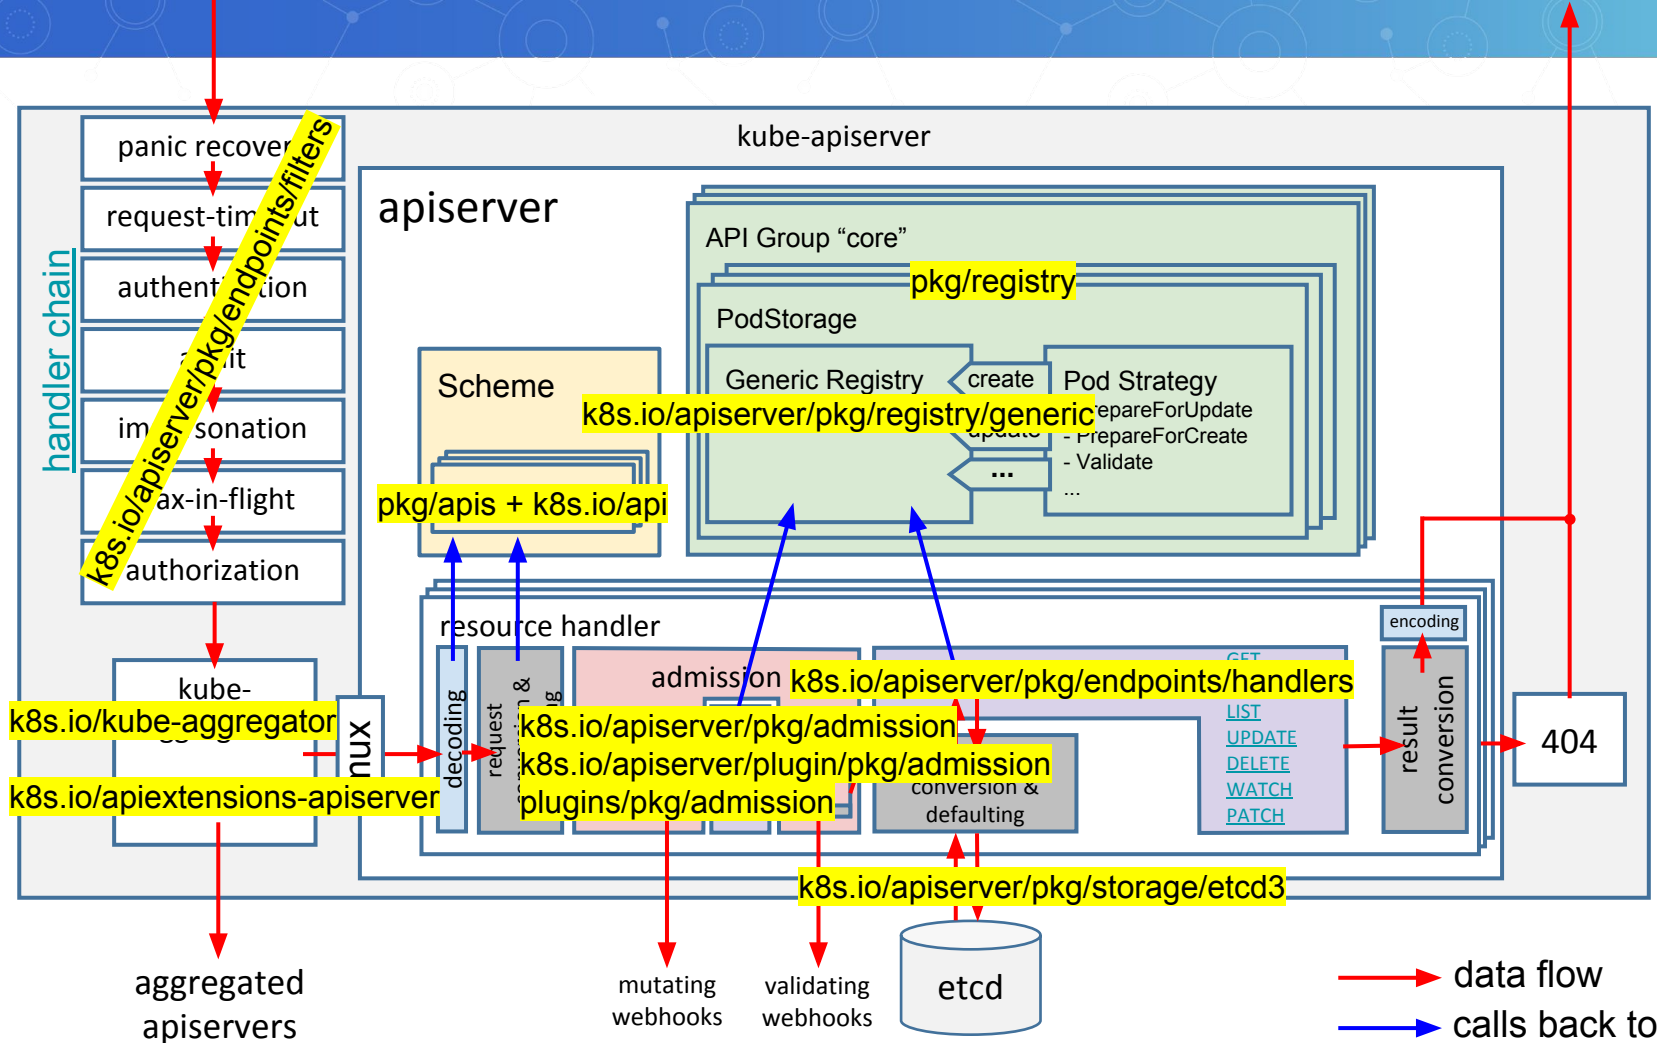 kube-apiserver
panic recover
request-tim ut
authent tion
it
im sonation
ax-in-flight
authorization
handler chain
k8s.io/apiserver/pkg/endpoints/filters
apiserver
API Group “core”
pkg/registry
PodStorage
Scheme
Generic Registry
create
Pod Strategy
k8s.io/apiserver/pkg/registry/generic
repareForUpdate
update
- PrepareForCreate
- Validate
...
...
pkg/apis + k8s.io/api
resource handler
encoding
kube-
k8s.io/kube-aggregator
k8s.io/apiextensions-apiserver
decoding
request
admission
k8s.io/apiserver/pkg/endpoints/handlers
k8s.io/apiserver/pkg/admission
k8s.io/apiserver/plugin/pkg/admission
plugins/pkg/admission
conversion &
defaulting
GET
LIST
UPDATE
DELETE
WATCH
PATCH
result
conversion
404
k8s.io/apiserver/pkg/storage/etcd3
aggregated
apiservers
mutating
webhooks
validating
webhooks
etcd
data flow
calls back to